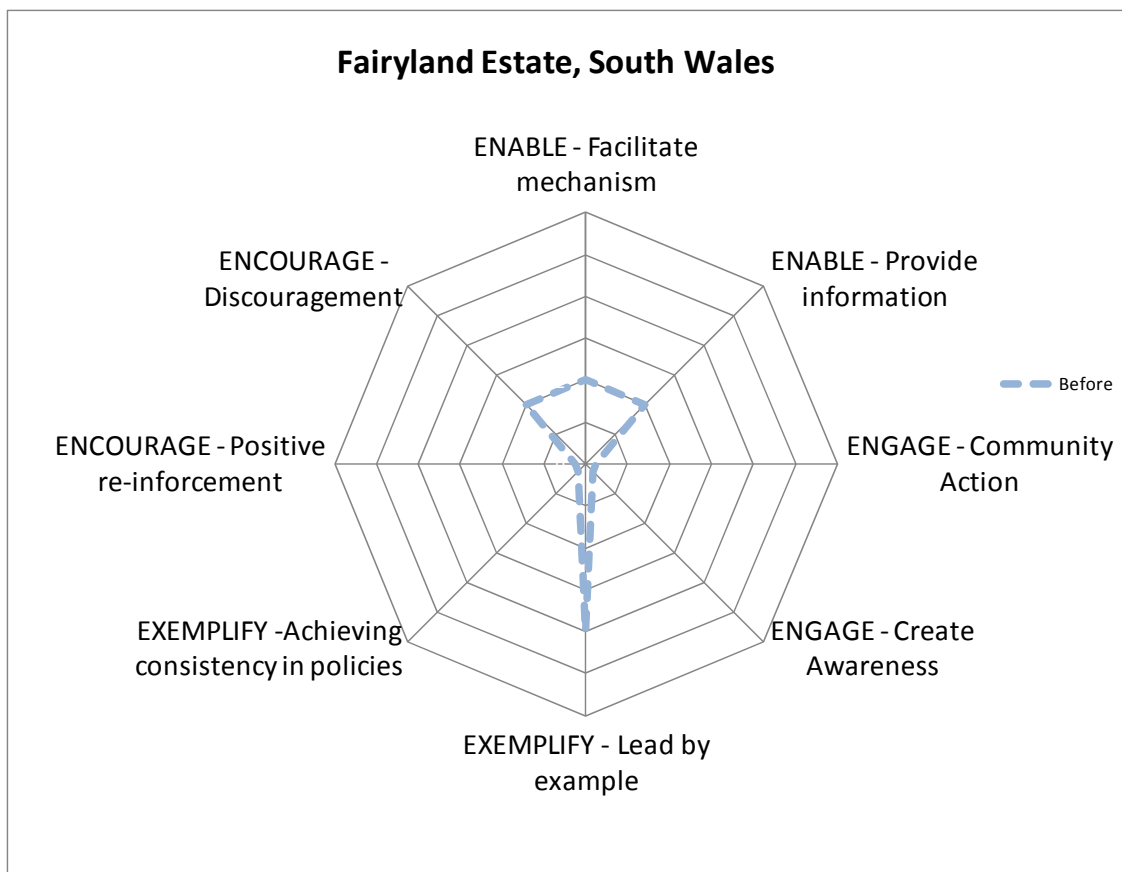 Fairyland Estate, South Wales
ENABLE - Facilitate
mechanism
ENABLE - Provide
information
ENGAGE - Community
Action
ENGAGE - Create
Awareness
EXEMPLIFY - Lead by
example
EXEMPLIFY -Achieving
consistency in policies
ENCOURAGE - Positive
re-inforcement
ENCOURAGE -
Discouragement
Before